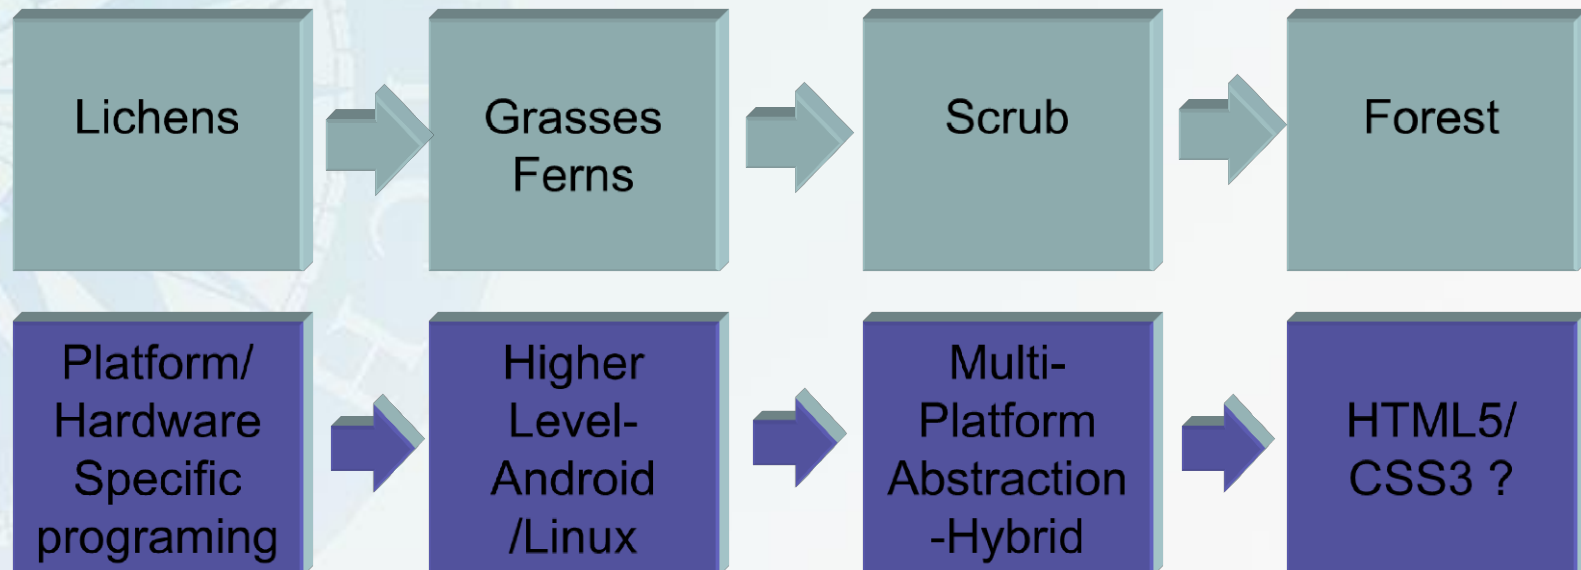 Lichens
Grasses
Ferns
Scrub
Forest
Platform/
Hardware
Specific
programing
Higher
Level-
Android
/Linux
Multi-
Platform
Abstraction
-Hybrid
HTML5/
CSS3 ?